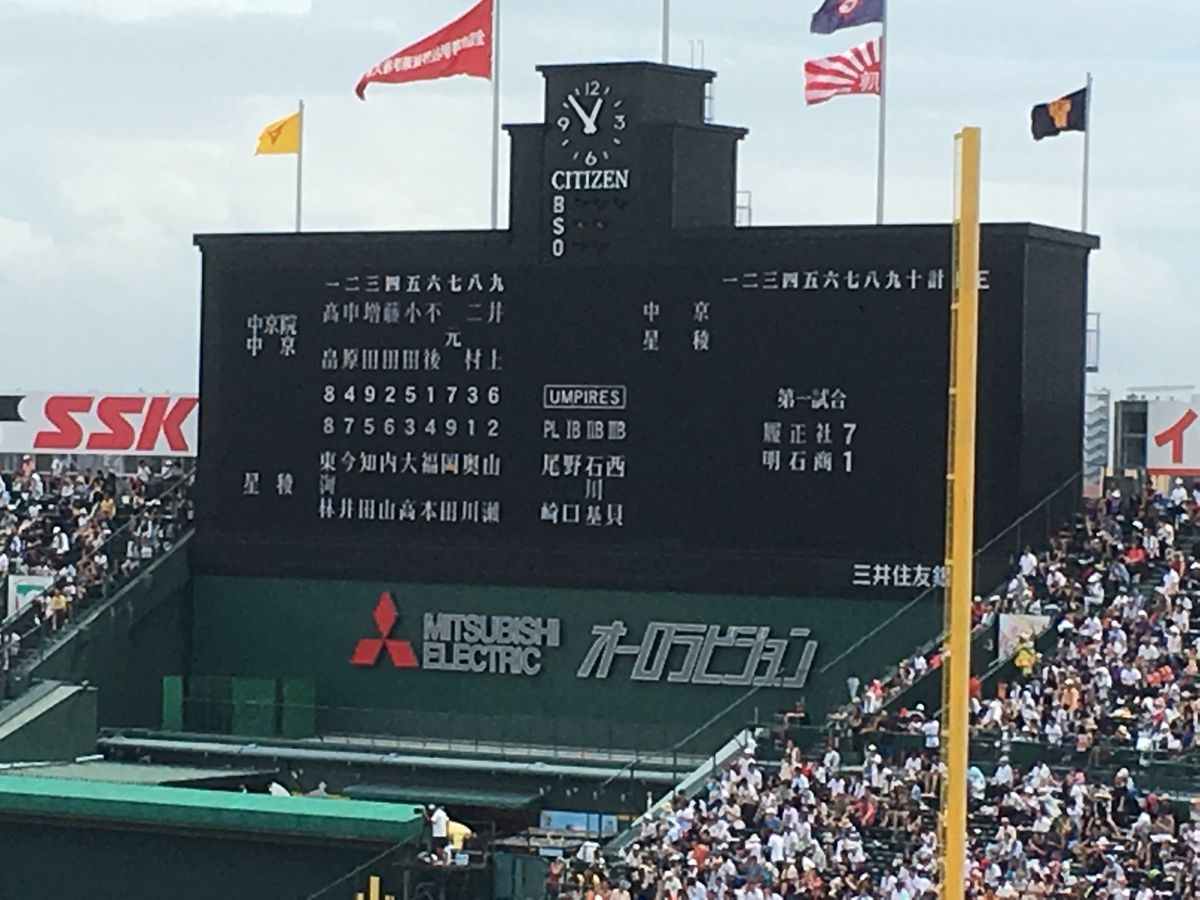 12
9 3
6
CITIZEN
B
S
O
一二三四五六七八九
一二三四五六七八九十計
中京院
中京
高中増藤小不 二井
元
畠原田田田後 村上
中京
星稜
8 4 9 2 5 1 7 3 6
8 7 5 6 3 4 9 1 2
UMPIRES
PL IB ⅡB ⅢB
第一試合
履正社 7
明石商 1
星稜
東今知内大福岡奥山
海
林井田山高本田川瀬
尾野石西
川
崎口基貝
SSK
イ
三井住友銀
MITSUBISHI
ELECTRIC
オーロラビジョン